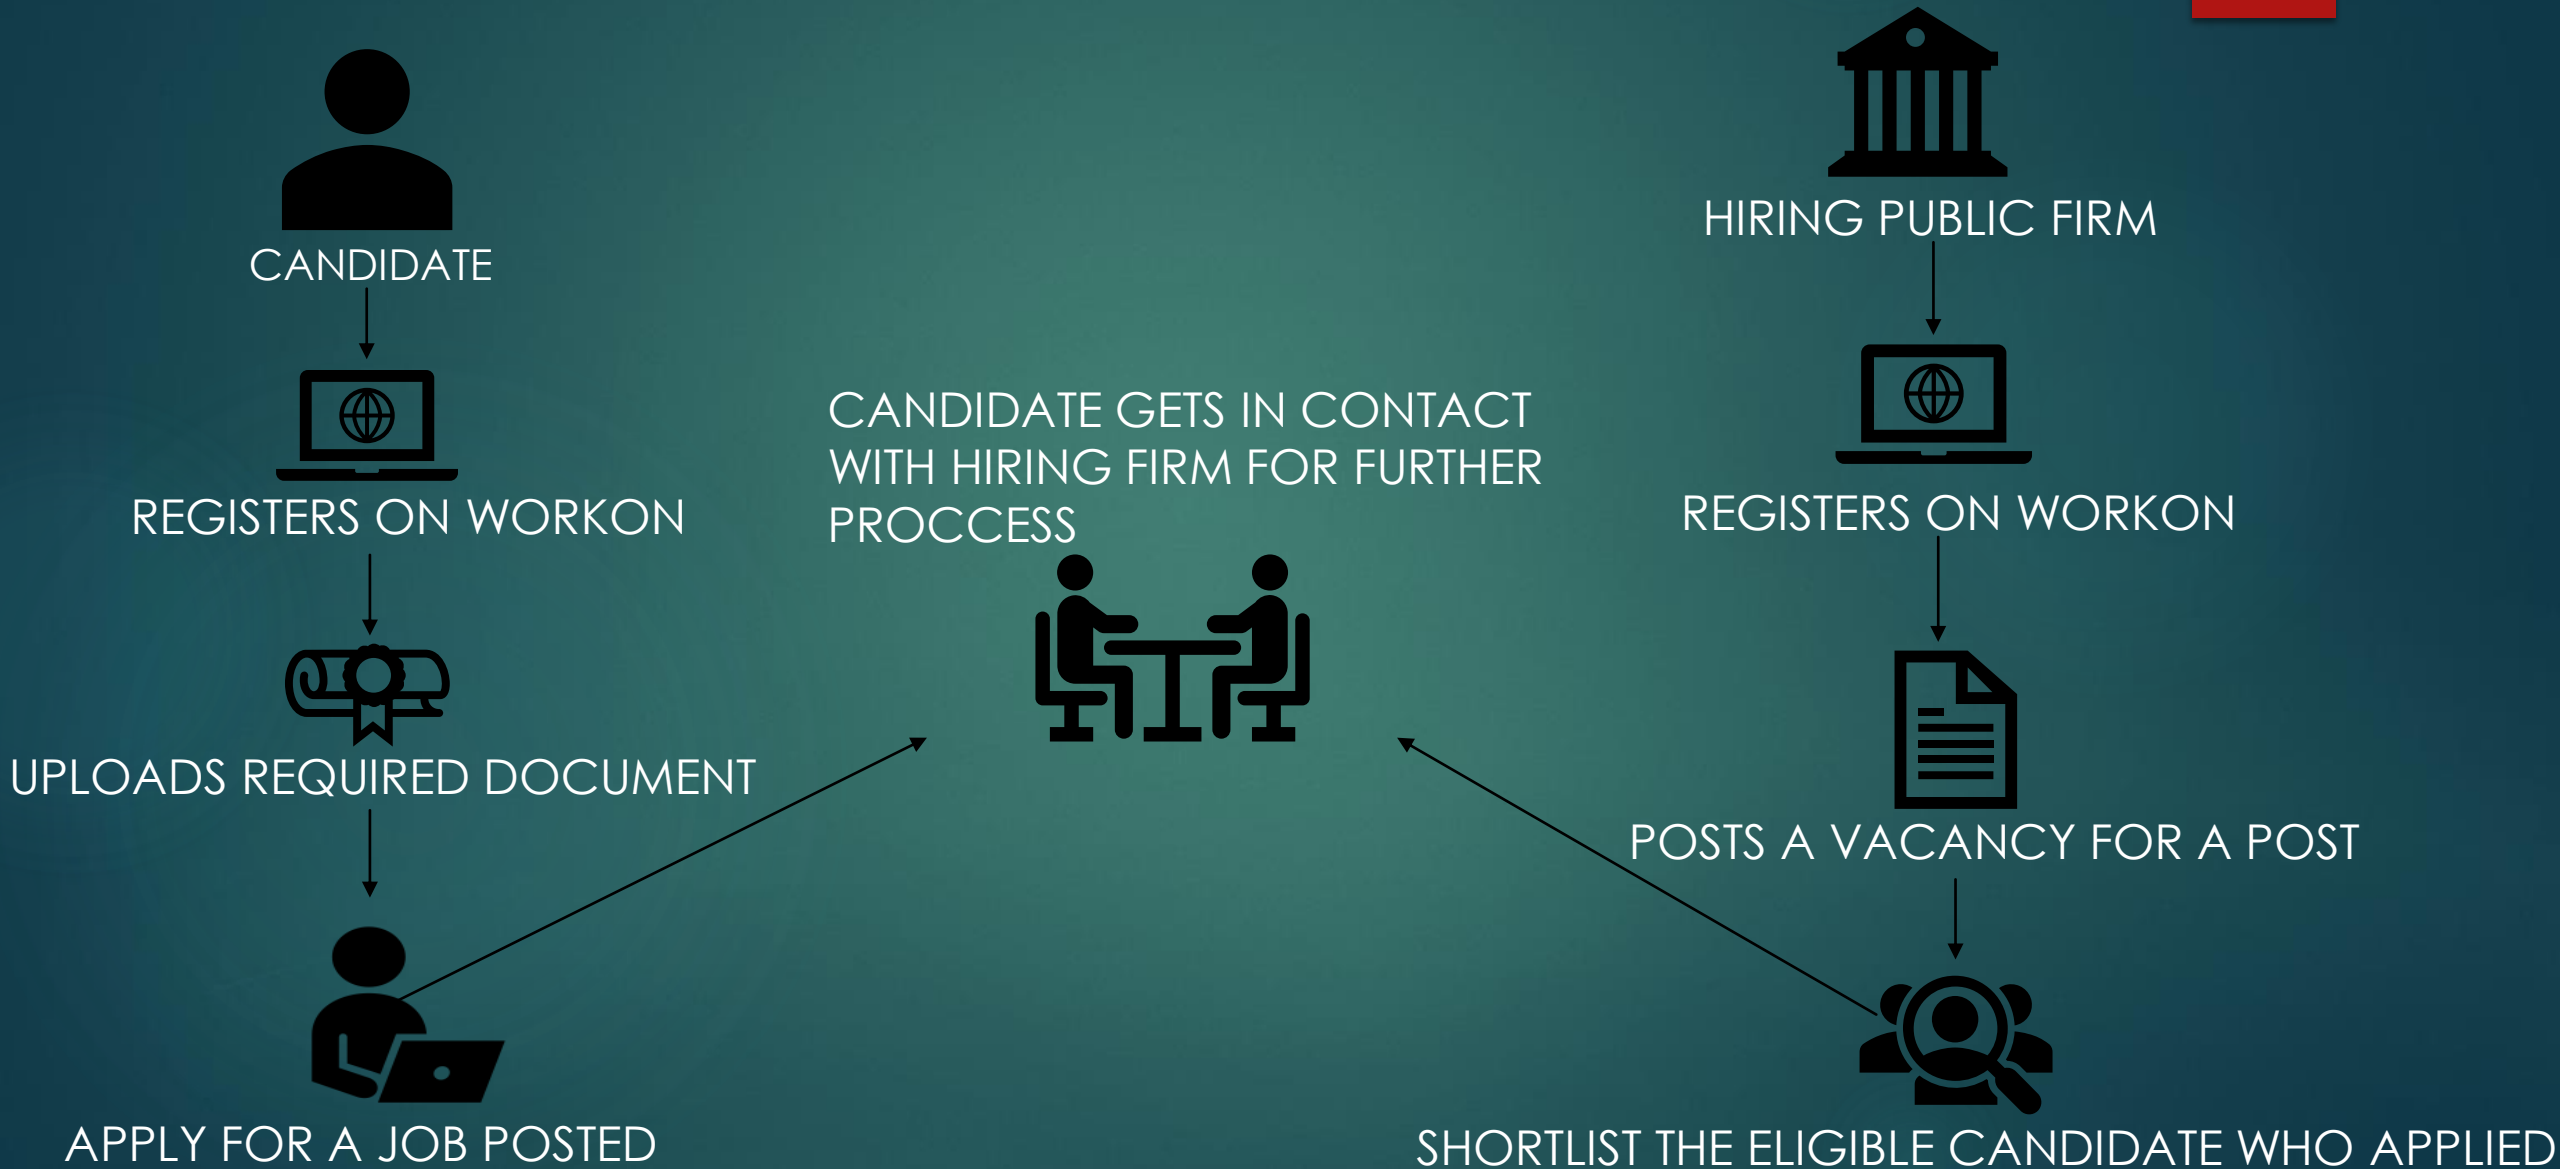 CANDIDATE
REGISTERS ON WORKON
UPLOADS REQUIRED DOCUMENT
APPLY FOR A JOB POSTED
CANDIDATE GETS IN CONTACT
WITH HIRING FIRM FOR FURTHER
PROCCESS
HIRING PUBLIC FIRM
REGISTERS ON WORKON
POSTS A VACANCY FOR A POST
SHORTLIST THE ELIGIBLE CANDIDATE WHO APPLIED